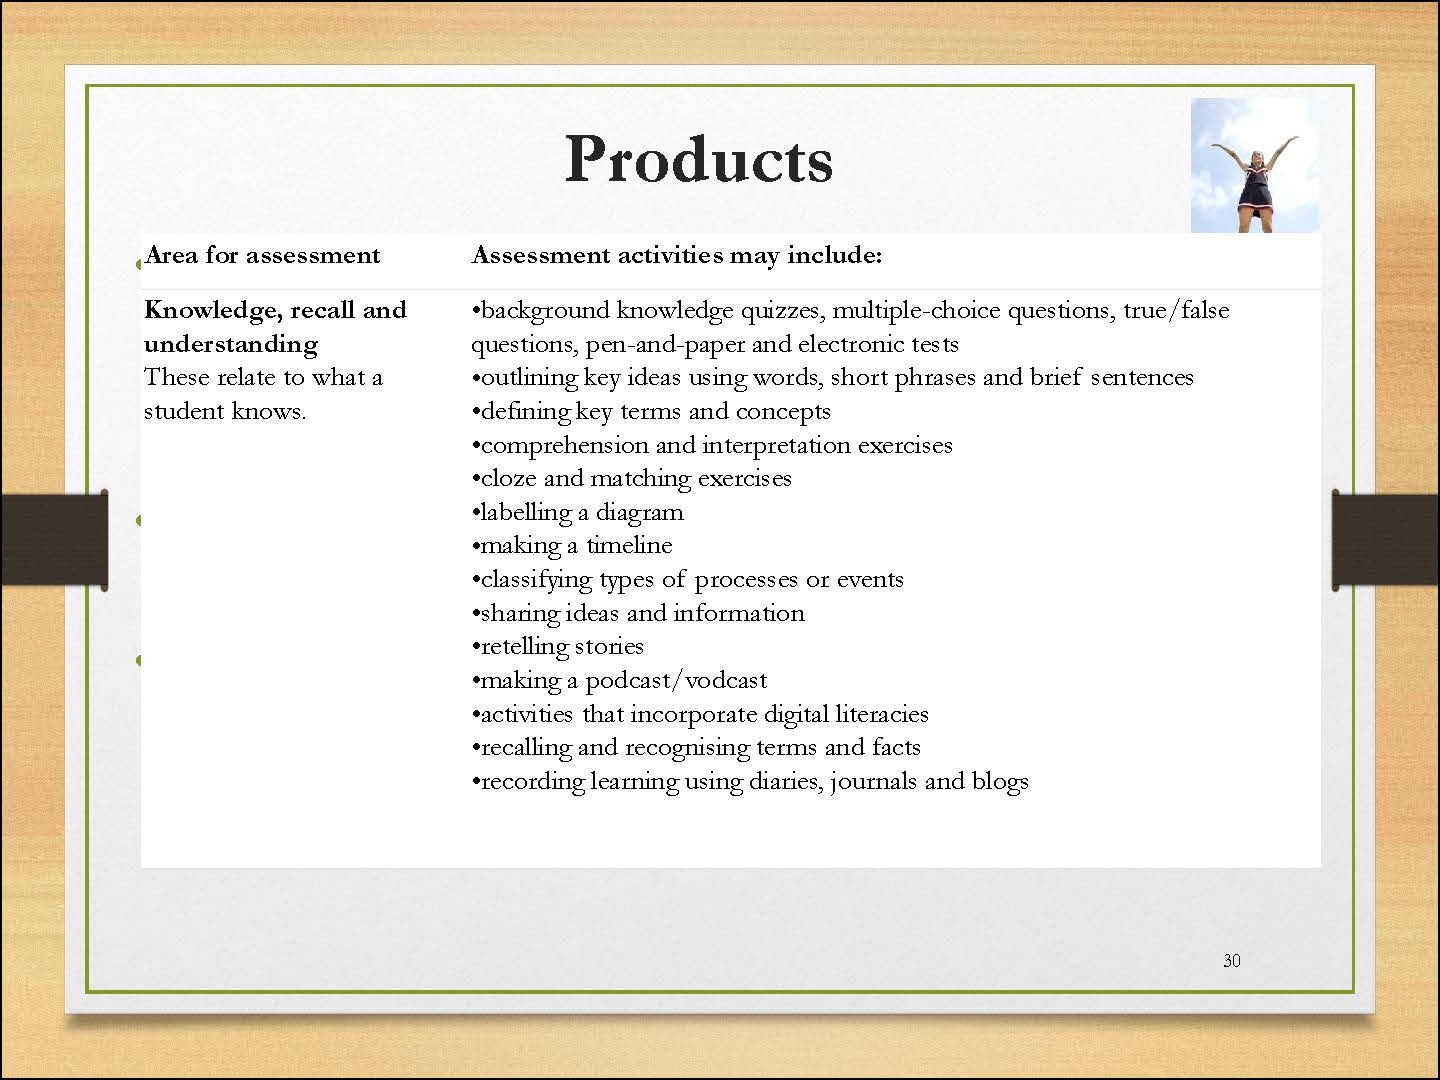 Products
Area for assessment
Assessment activities may include:
Knowledge, recall and
understanding
These relate to what a
student knows.
•background knowledge quizzes, multiple-choice questions, true/false
questions, pen-and-paper and electronic tests
•outlining key ideas using words, short phrases and brief sentences
•defining key terms and concepts
•comprehension and interpretation exercises
•cloze and matching exercises
•labelling a diagram
•making a timeline
•classifying types of processes or events
•sharing ideas and information
•retelling stories
•making a podcast/vodcast
•activities that incorporate digital literacies
•recalling and recognising terms and facts
•recording learning using diaries, journals and blogs
30